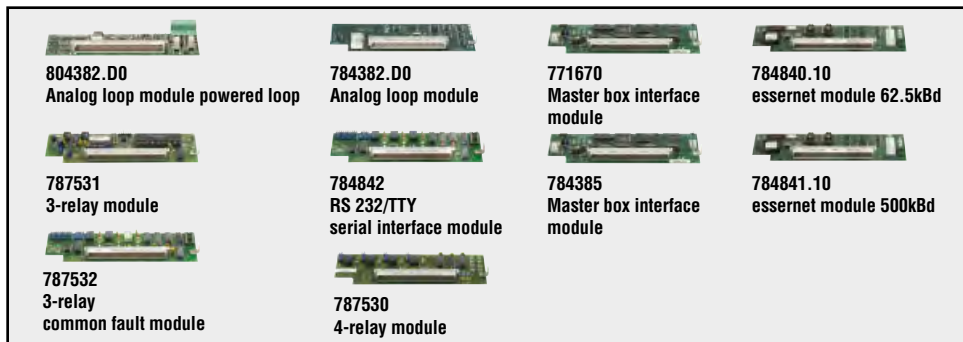 804382.D0
Analog loop module powered loop
784382.D0
Analog loop module
771670
Master box interface
module
784840.10
essernet module 62.5kBd
787531
3-relay module
784842
RS 232/TTY
serial interface module
784385
Master box interface
module
784841.10
essernet module 500kBd
787532
3-relay
common fault module
787530
4-relay module